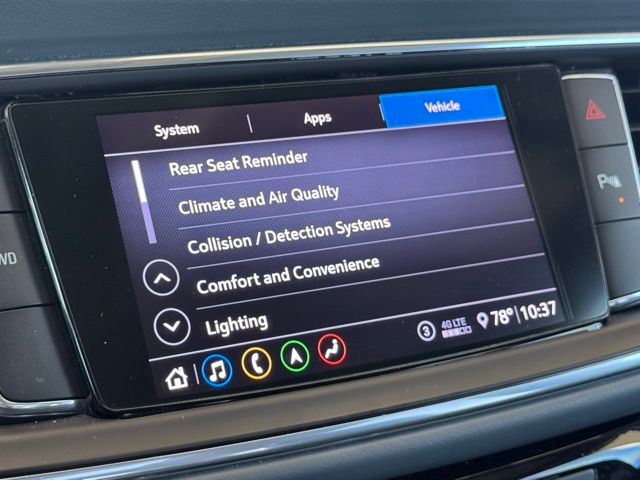 System
Apps
Vehicle
Rear Seat Reminder
Climate and Air Quality
Collision / Detection Systems
Comfort and Convenience
Lighting
3
4G LTE
78° 10:37
P